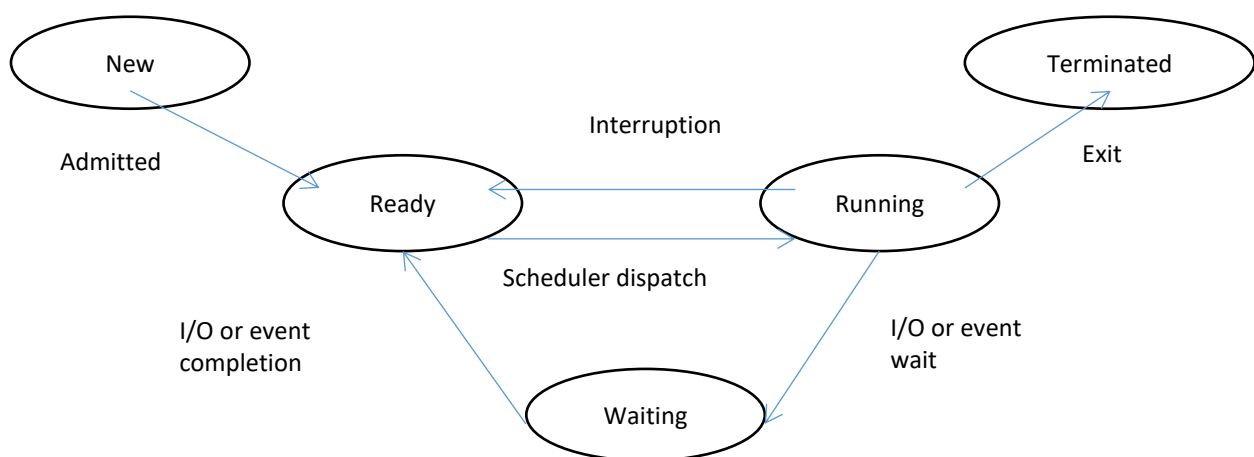 New
Terminated
Interruption
Admitted
Exit
Ready
Running
Scheduler dispatch
I/O or event
completion
I/O or event
wait
Waiting